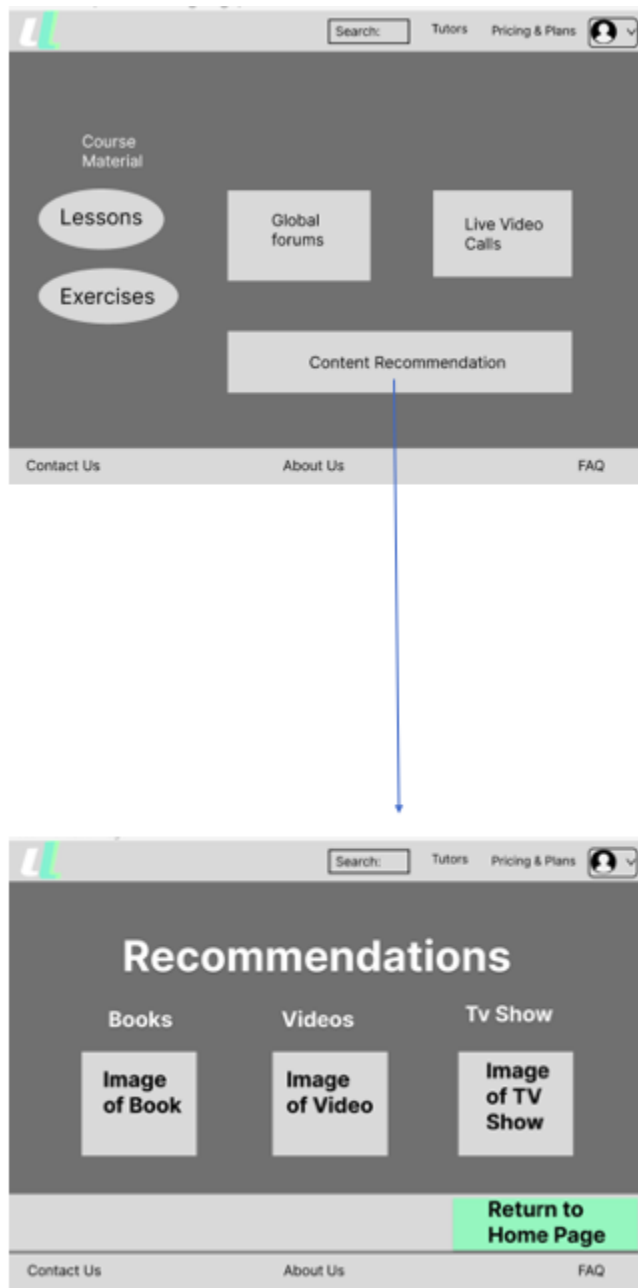 Search:
Tutors
Pricing & Plans
Course
Material
Lessons
Exercises
Global
forums
Live Video
Calls
Content Recommendation
Contact Us
About Us
FAQ
Search:
Tutors
Pricing & Plans
Recommendations
Books
Videos
Tv Show
Image
of Book
Image
of Video
Image
of TV
Show
Return to
Home Page
Contact Us
About Us
FAQ